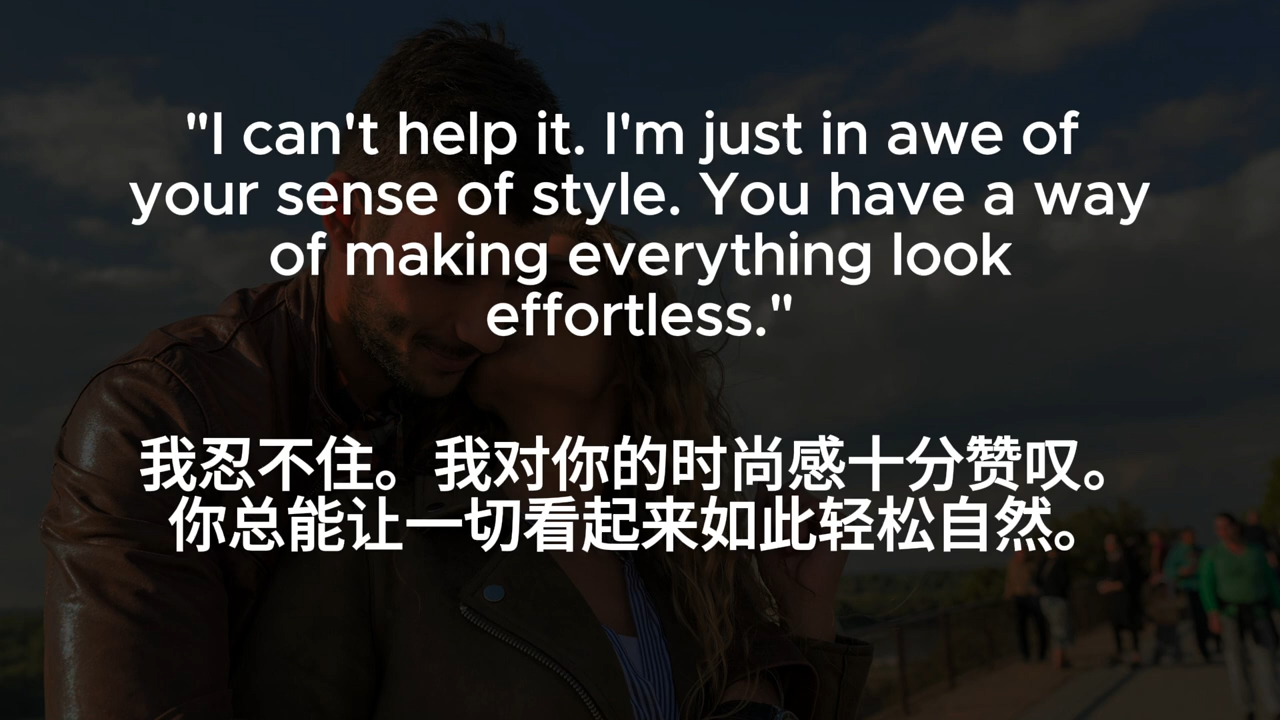 "I can't help it. I'm just in awe of
your sense of style. You have a way
of making everything look
effortless."
我忍不住。我对你的时尚感十分赞叹。
你总能让一切看起来如此轻松自然。